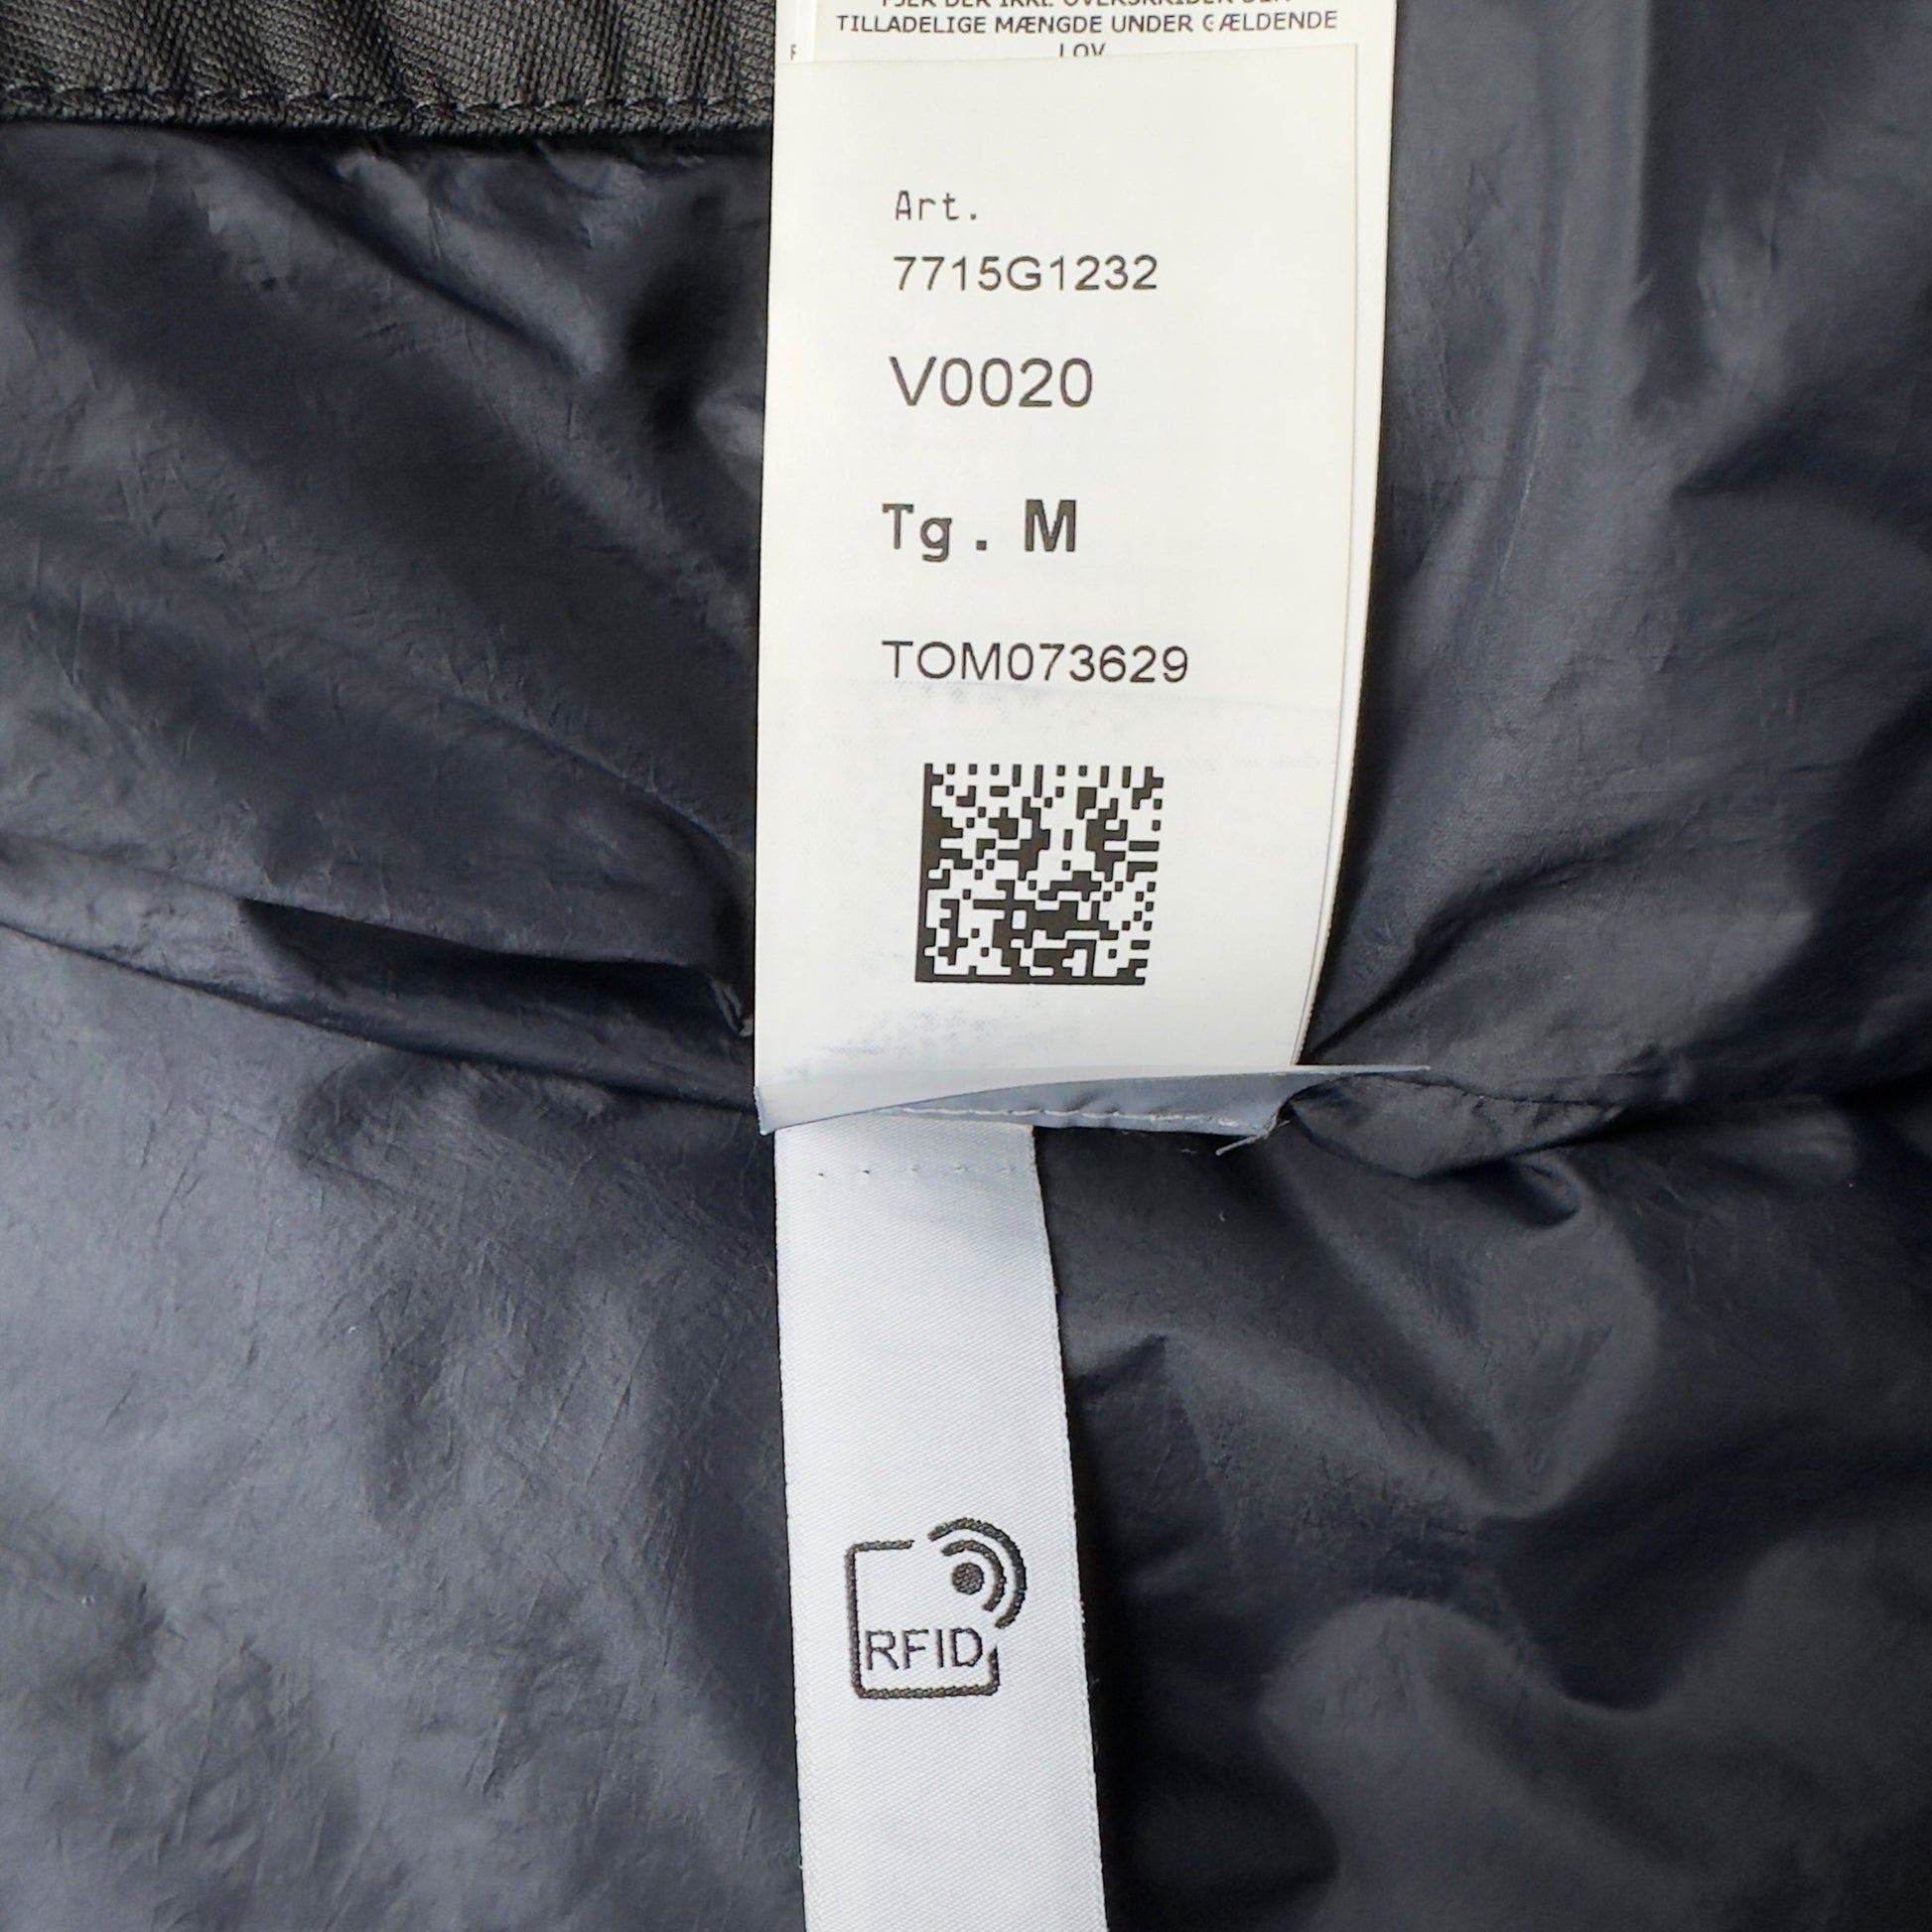 TILLADELIGE MÆNGDE UNDER GÆLDENDE
LOV
Art.
7715G1232
V0020
Tg. M
TOM073629
RFID